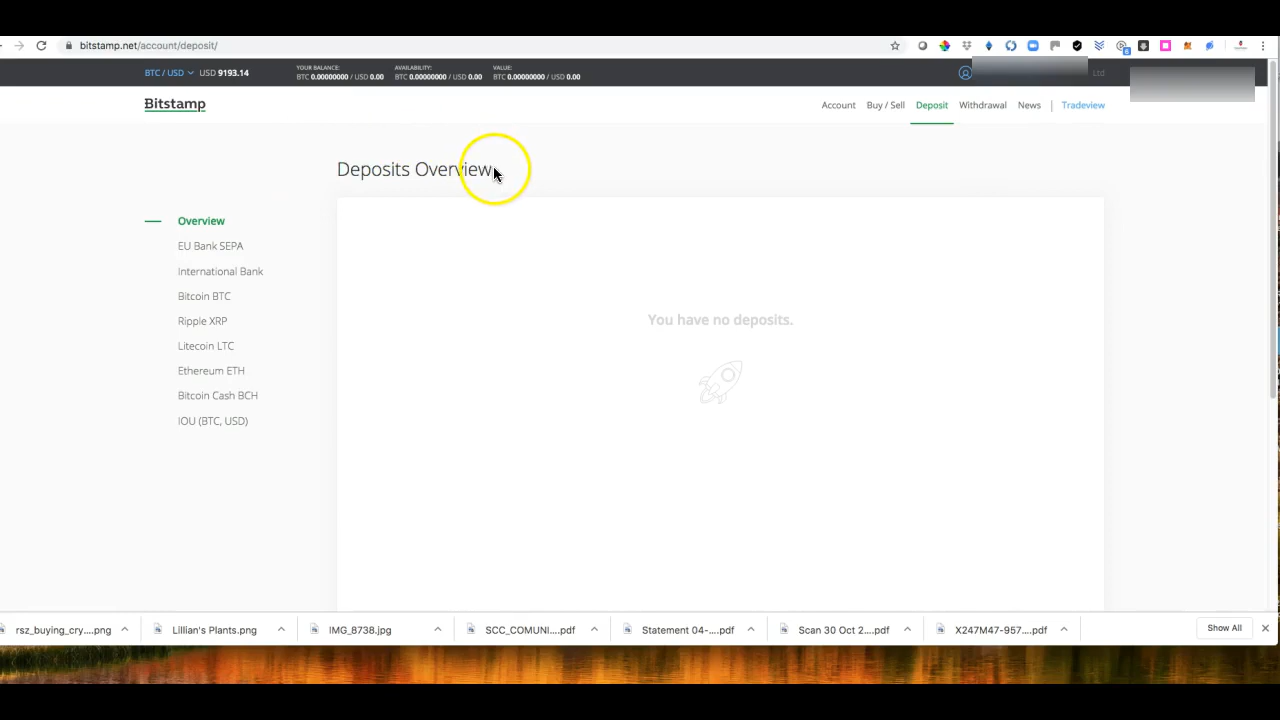 bitstamp.net/account/deposit/
BTC / USD USD 9193.14
YOUR BALANCE:
BTC 0.00000000 / USD 0.00
AVAILABILITY:
BTC 0.00000000 / USD 0.00
VALUE:
BTC 0.00000000 / USD 0.00
Ltd
Bitstamp
Account Buy / Sell Deposit Withdrawal News | Tradeview
Deposits Overview
Overview
EU Bank SEPA
International Bank
Bitcoin BTC
Ripple XRP
Litecoin LTC
Ethereum ETH
Bitcoin Cash BCH
IOU (BTC, USD)
You have no deposits.
rsz_buying_cry....png
Lillian's Plants.png
IMG_8738.jpg
SCC_COMUNI....pdf
Statement 04-....pdf
Scan 30 Oct 2....pdf
X247M47-957....pdf
Show All